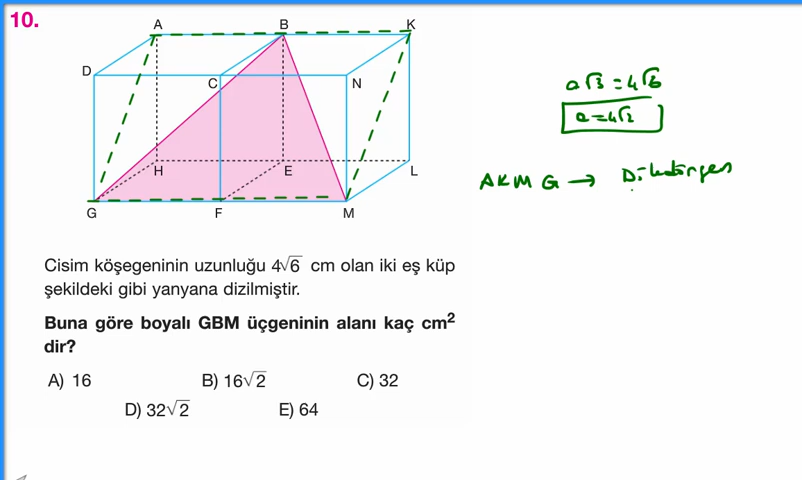 10.
A B K
D C N
H E L
G F M
a√3 = 4√6
a = 4√2
AKMG → Dikdörtgen
Cisim köşegeninin uzunluğu 4√6 cm olan iki eş küp
şekildeki gibi yanyana dizilmiştir.
Buna göre boyalı GBM üçgeninin alanı kaç cm²
dir?
A) 16 B) 16√2 C) 32
D) 32√2 E) 64